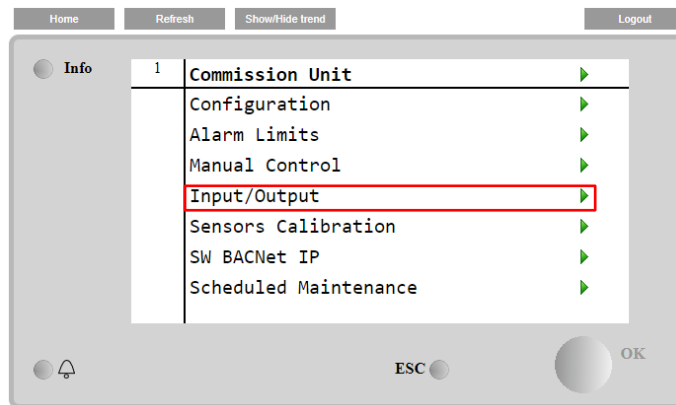 Home Refresh Show/Hide trend Logout
Info
1 Commission Unit
Configuration
Alarm Limits
Manual Control
Input/Output
Sensors Calibration
SW BACNet IP
Scheduled Maintenance
ESC OK